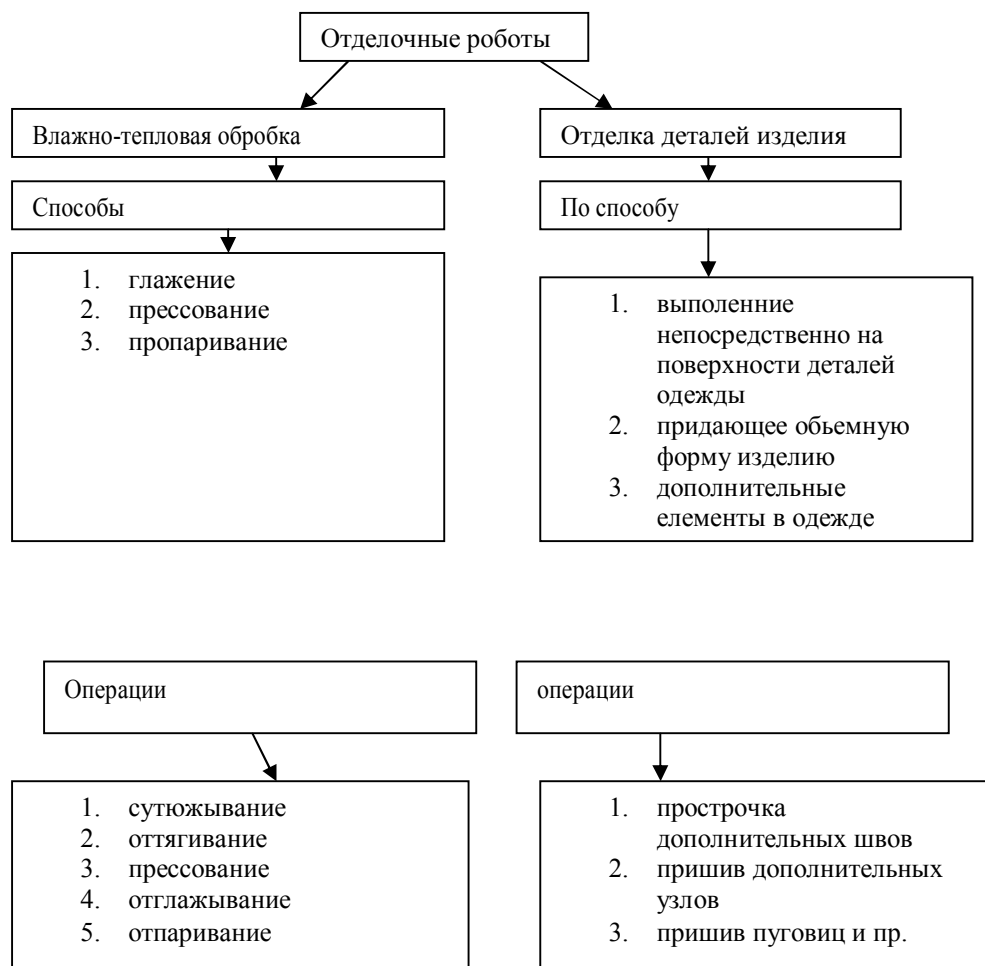 Отделочные роботы
Влажно-тепловая обробка
Отделка деталей изделия
Способы
По способу
1. глажение
2. прессование
3. пропаривание
1. выполенние
непосредственно на
поверхности деталей
одежды
2. придающее обьемную
форму изделию
3. дополнительные
елементы в одежде
Операции
операции
1. сутюжывание
2. оттягивание
3. прессование
4. отглажывание
5. отпаривание
1. прострочка
дополнительных швов
2. пришив дополнительных
узлов
3. пришив пуговиц и пр.